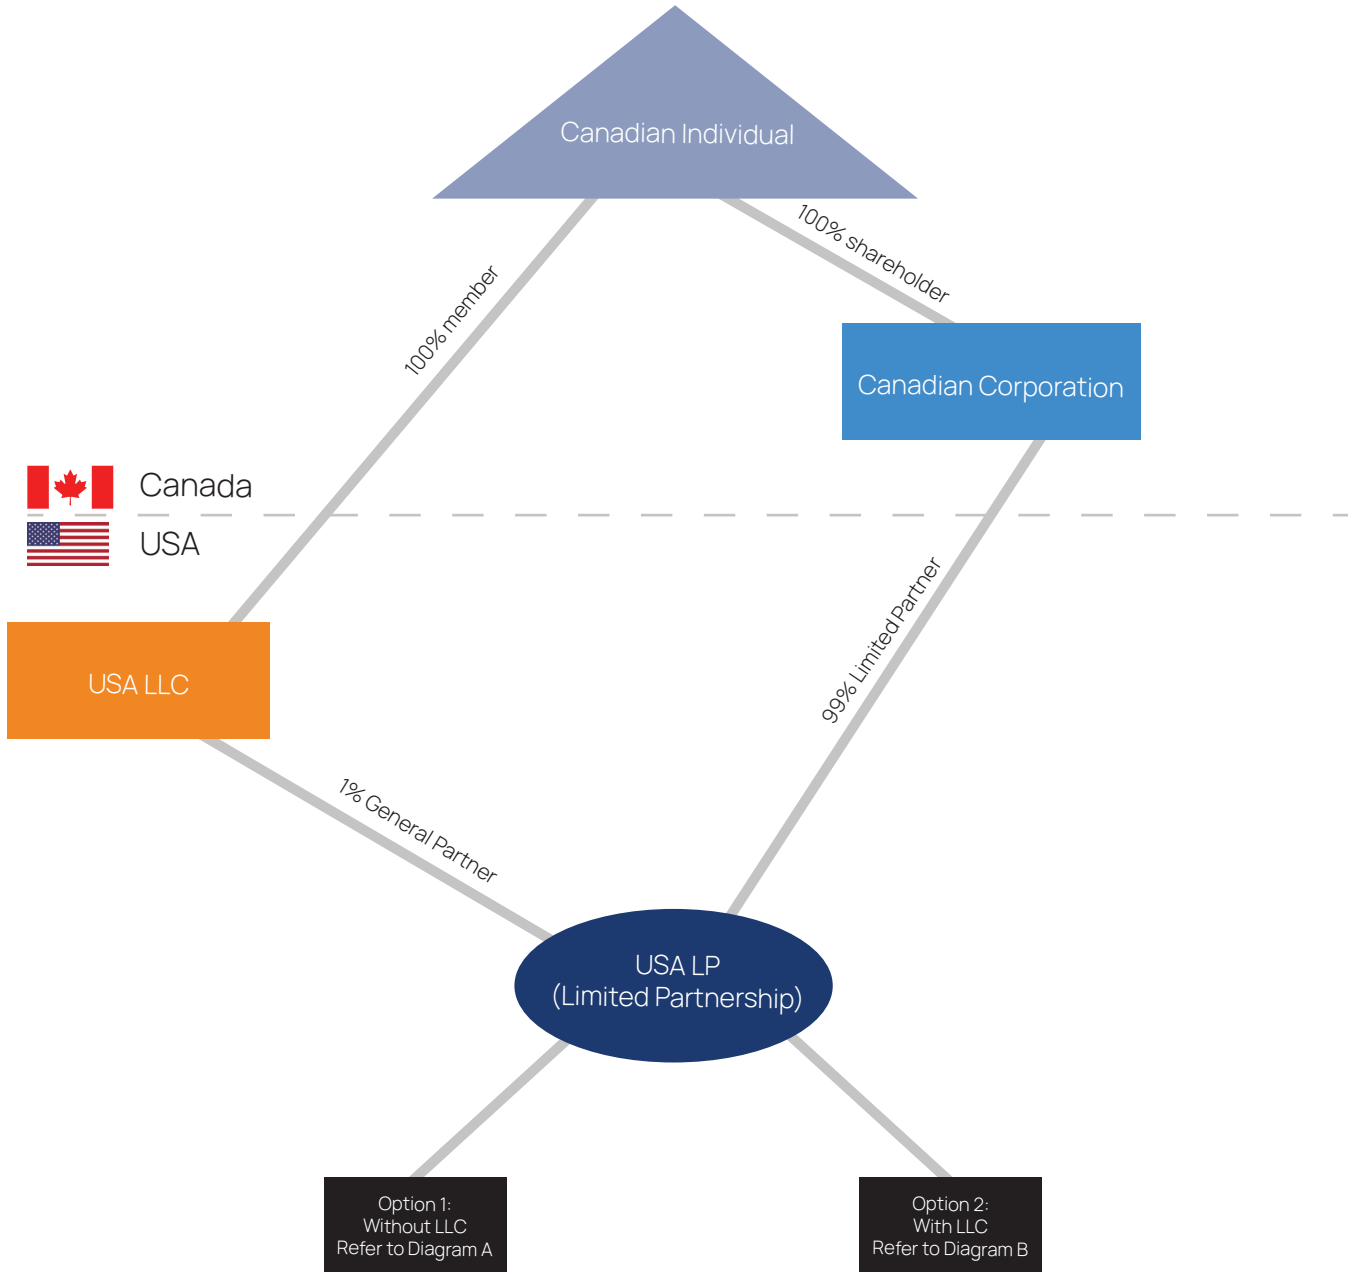 Canadian Individual
100% shareholder
100% member
Canadian Corporation
Canada
USA
99% Limited Partner
USA LLC
1% General Partner
USA LP
(Limited Partnership)
Option 1:
Without LLC
Refer to Diagram A
Option 2:
With LLC
Refer to Diagram B